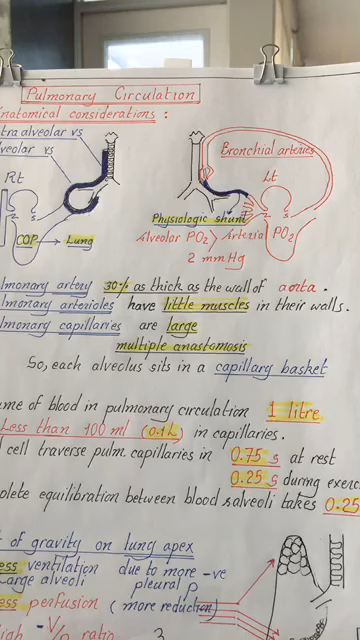 Pulmonary Circulation
natomical considerations :
tra alveolar vs
veolar vs
Rt
COP → Lung
Bronchial arteries
Lt
Physiologic shunt
Alveolar PO2 > Arterial PO2
2 mmHg
lmonary artery 30% as thick as the wall of aorta .
lmonary arterioles have little muscles in their walls.
lmonary capillaries are large
multiple anastomosis
So, each alveolus sits in a capillary basket
ume of blood in pulmonary circulation 1 litre
Less than 100 ml (0.1L) in capillaries.
l cell traverse pulm. capillaries in 0.75 s at rest
0.25 s during exerc
plete equilibration between blood & alveoli takes 0.25
t of gravity on lung apex
ess ventilation due to more -ve
Large alveoli pleural p
ess perfusion (more reduction)
High V/P ratio
3